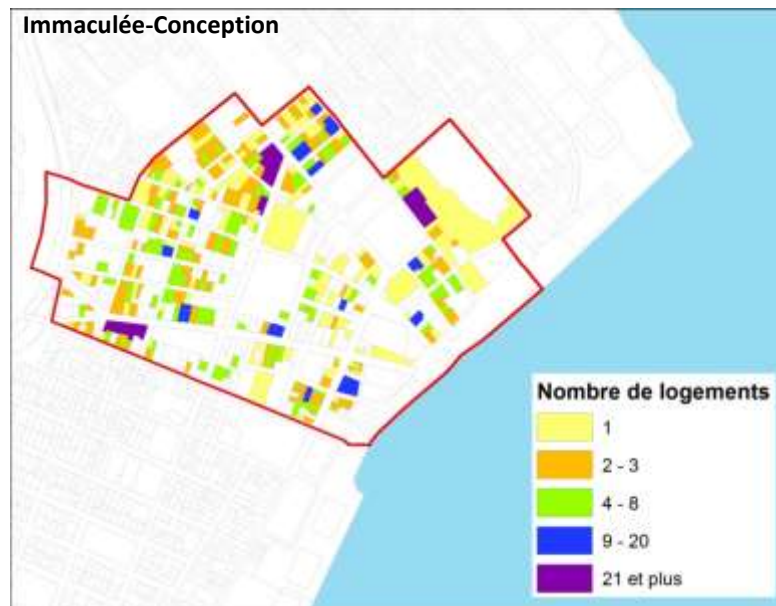 Immaculée-Conception
Nombre de logements
1
2 - 3
4 - 8
9 - 20
21 et plus